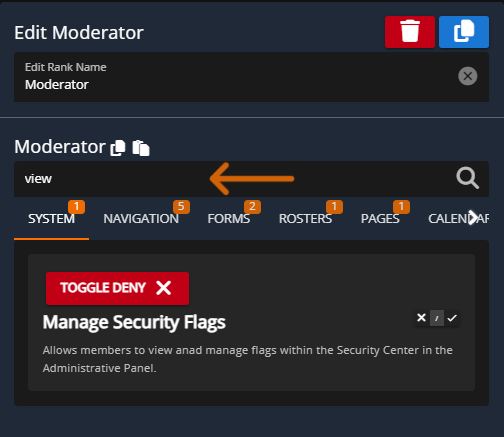 Edit Moderator
Edit Rank Name
Moderator
Moderator
view
SYSTEM 1 NAVIGATION 5 FORMS 2 ROSTERS 1 PAGES 1 CALENDAR
TOGGLE DENY
Manage Security Flags
/
Allows members to view anad manage flags within the Security Center in the
Administrative Panel.